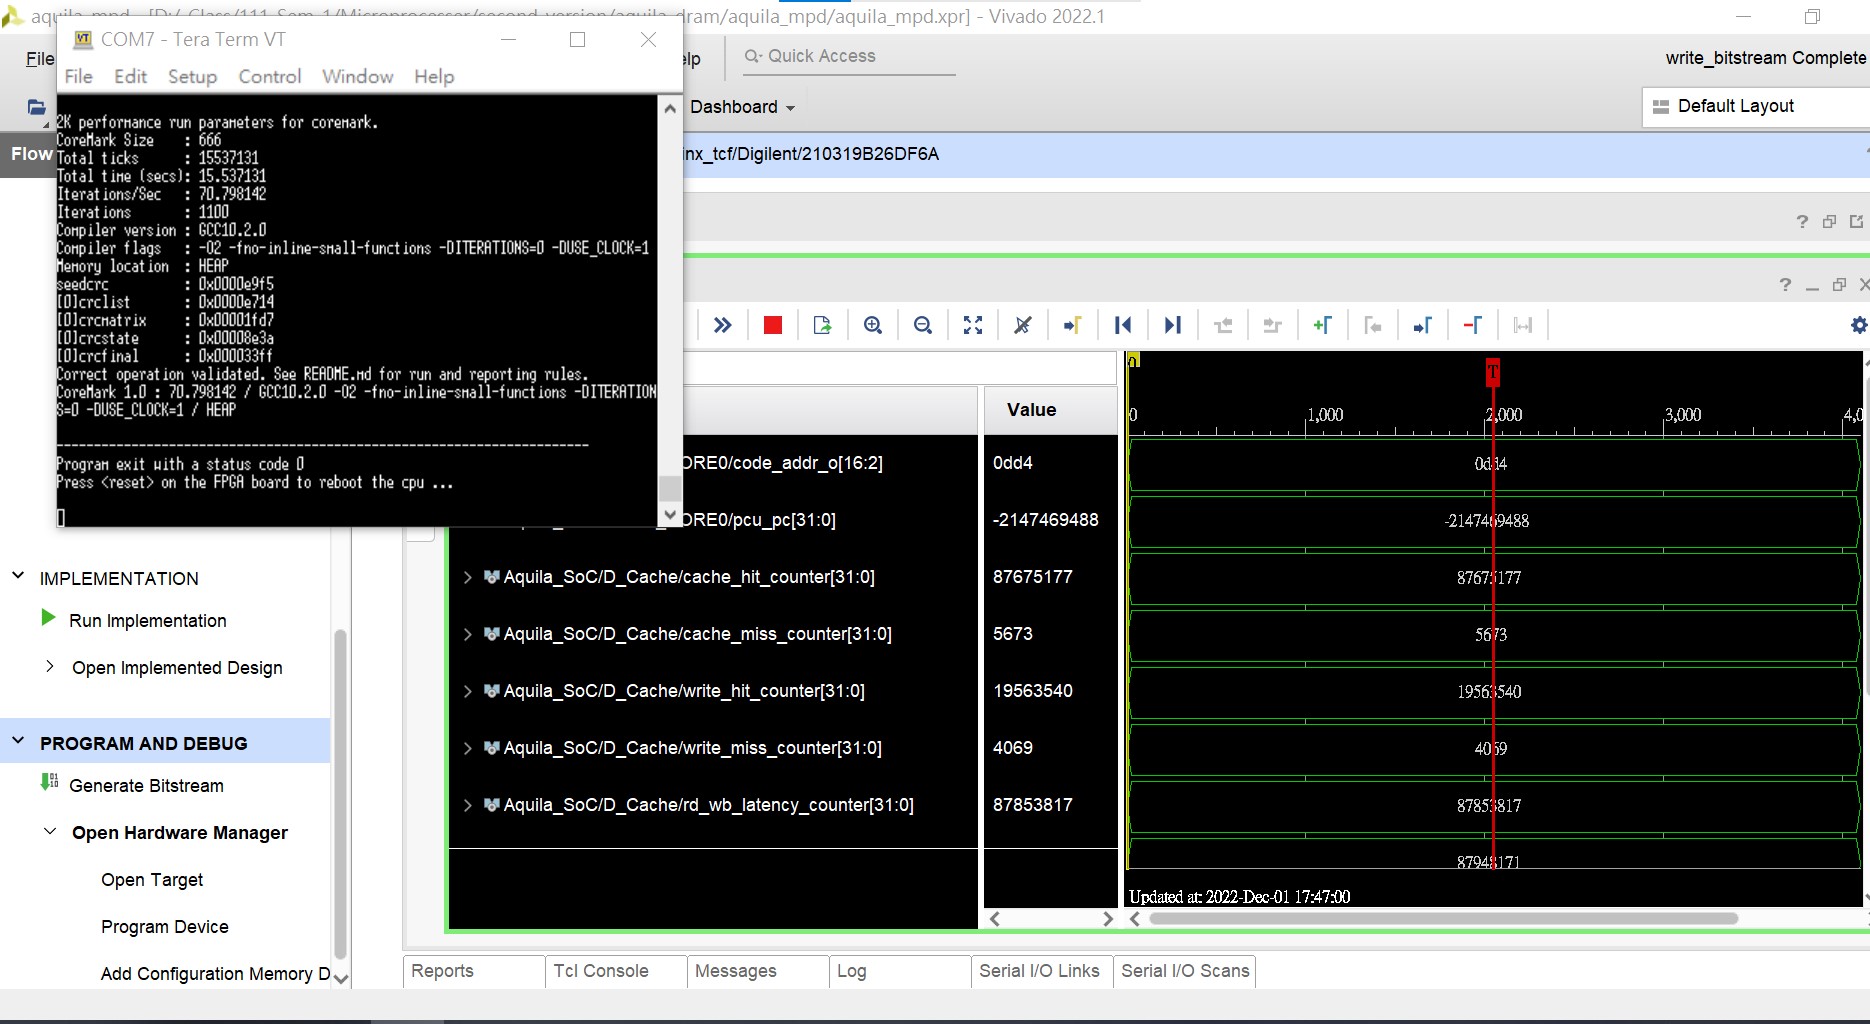 aquila_mpd - [D:/ Class/111 Sem 1/Microprocessor/second version/aquila dram/aquila_mpd/aquila_mpd.xpr] - Vivado 2022.1
COM7 - Tera Term VT
File Edit Setup Control Window Help
File
elp
Quick Access
write_bitstream Complete
Dashboard
Default Layout
Flow
inx_tcf/Digilent/210319B26DF6A
2K performance run parameters for coremark.
CoreMark Size : 666
Total ticks : 15537131
Total time (secs): 15.537131
Iterations/Sec : 70.798142
Iterations : 1100
Compiler version : GCC10.2.0
Compiler flags : -O2 -fno-inline-small-functions -DITERATIONS=0 -DUSE_CLOCK=1
Memory location : HEAP
seedcrc : 0x0000e9f5
[0]crclist : 0x0000e714
[0]crcmatrix : 0x00001fd7
[0]crcstate : 0x00008e3a
[0]crcfinal : 0x000033ff
Correct operation validated. See README.md for run and reporting rules.
CoreMark 1.0 : 70.798142 / GCC10.2.0 -O2 -fno-inline-small-functions -DITERATION
S=0 -DUSE_CLOCK=1 / HEAP
-----------------------------------------------------------------------
Program exit with a status code 0
Press <reset> on the FPGA board to reboot the cpu ...
IMPLEMENTATION
Run Implementation
Open Implemented Design
PROGRAM AND DEBUG
Generate Bitstream
Open Hardware Manager
Open Target
Program Device
Add Configuration Memory D
Value
T
0 1,000 2,000 3,000 4,0
ORE0/code_addr_o[16:2] 0dd4 0dd4
ORE0/pcu_pc[31:0] -2147469488 -2147469488
Aquila_SoC/D_Cache/cache_hit_counter[31:0] 87675177 87675177
Aquila_SoC/D_Cache/cache_miss_counter[31:0] 5673 5673
Aquila_SoC/D_Cache/write_hit_counter[31:0] 19563540 19563540
Aquila_SoC/D_Cache/write_miss_counter[31:0] 4069 4069
Aquila_SoC/D_Cache/rd_wb_latency_counter[31:0] 87853817 87853817
87948171
Updated at: 2022-Dec-01 17:47:00
Reports Tcl Console Messages Log Serial I/O Links Serial I/O Scans